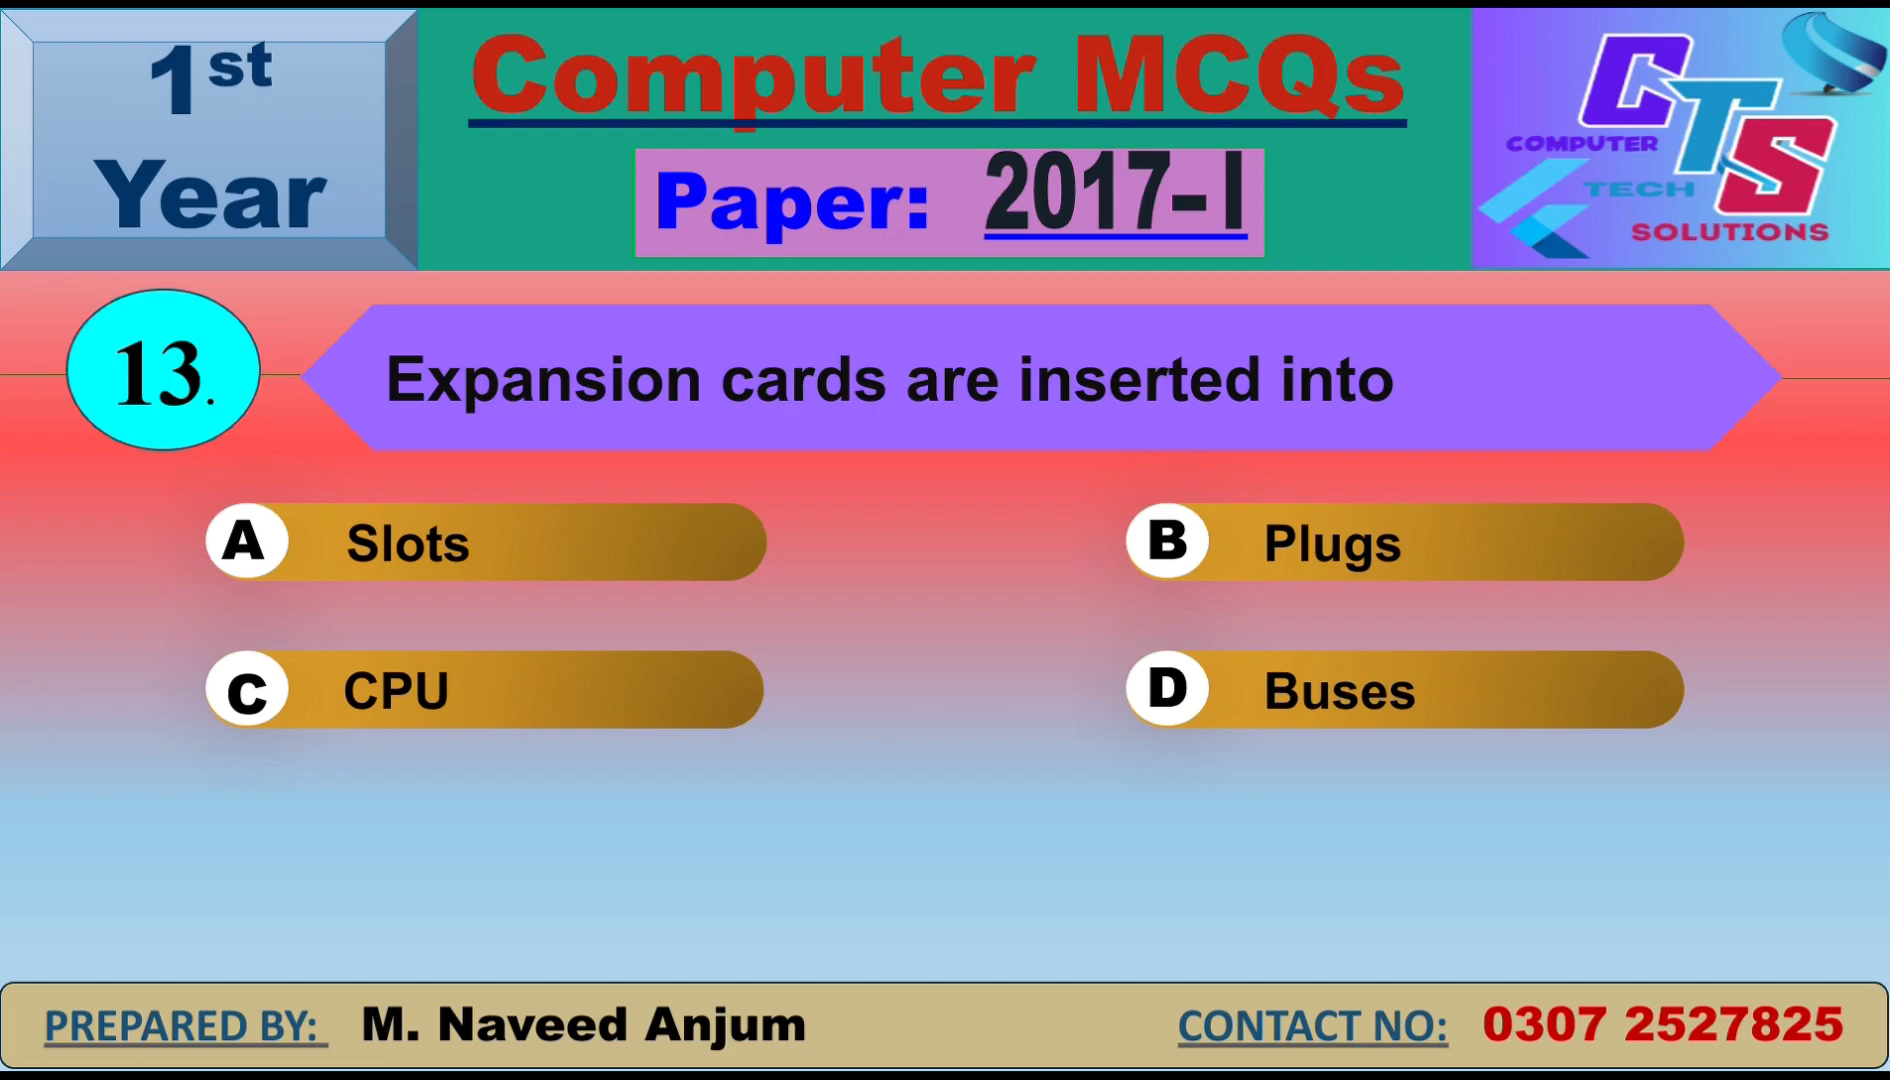 1st
Year
Computer MCQs
Paper: 2017-I
CTS
COMPUTER
TECH
SOLUTIONS
13. Expansion cards are inserted into
A Slots
B Plugs
C CPU
D Buses
PREPARED BY: M. Naveed Anjum
CONTACT NO: 0307 2527825